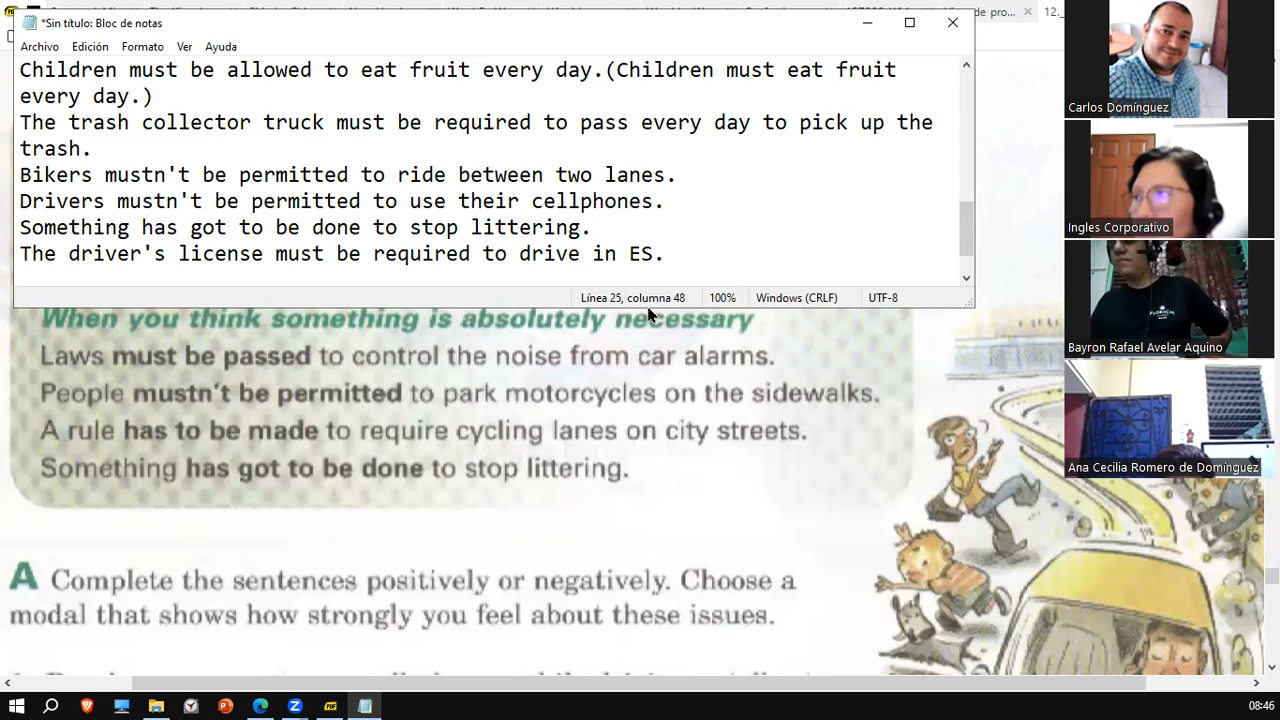 *Sin título: Bloc de notas
Archivo Edición Formato Ver Ayuda
Children must be allowed to eat fruit every day.(Children must eat fruit
every day.)
The trash collector truck must be required to pass every day to pick up the
trash.
Bikers mustn't be permitted to ride between two lanes.
Drivers mustn't be permitted to use their cellphones.
Something has got to be done to stop littering.
The driver's license must be required to drive in ES.
Línea 25, columna 48 100% Windows (CRLF) UTF-8
When you think something is absolutely necessary
Laws must be passed to control the noise from car alarms.
People mustn't be permitted to park motorcycles on the sidewalks.
A rule has to be made to require cycling lanes on city streets.
Something has got to be done to stop littering.
A Complete the sentences positively or negatively. Choose a
modal that shows how strongly you feel about these issues.
de pro...
12.
Carlos Domínguez
Ingles Corporativo
Bayron Rafael Avelar Aquino
Ana Cecilia Romero de Domínguez
08:46